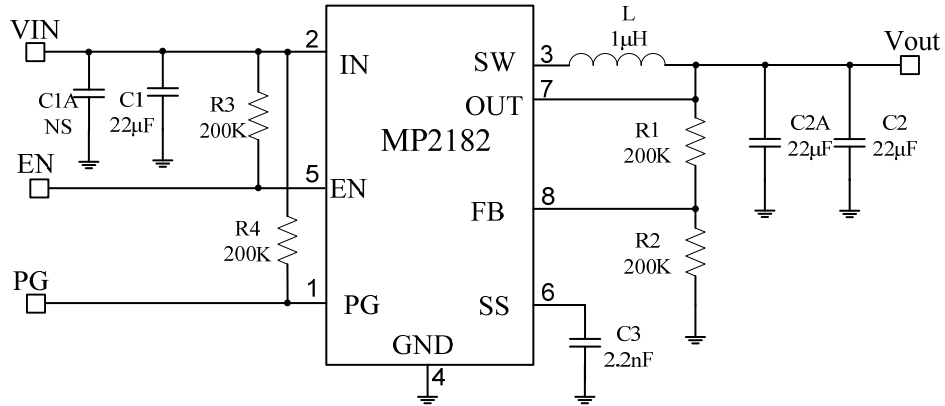 VIN
2
IN
C1A
NS
C1
22μF
R3
200K
EN
5
EN
R4
200K
PG
1
PG
MP2182
GND
4
SW
3
L
1μH
Vout
OUT
7
R1
200K
C2A
22μF
C2
22μF
FB
8
R2
200K
SS
6
C3
2.2nF